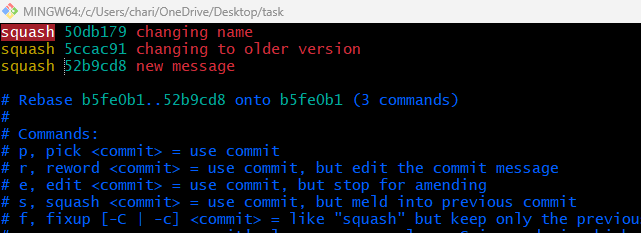 MINGW64:/c/Users/chari/OneDrive/Desktop/task
squash 50db179 changing name
squash 5ccac91 changing to older version
squash 52b9cd8 new message
# Rebase b5fe0b1..52b9cd8 onto b5fe0b1 (3 commands)
#
# Commands:
# p, pick <commit> = use commit
# r, reword <commit> = use commit, but edit the commit message
# e, edit <commit> = use commit, but stop for amending
# s, squash <commit> = use commit, but meld into previous commit
# f, fixup [-C | -c] <commit> = like "squash" but keep only the previou